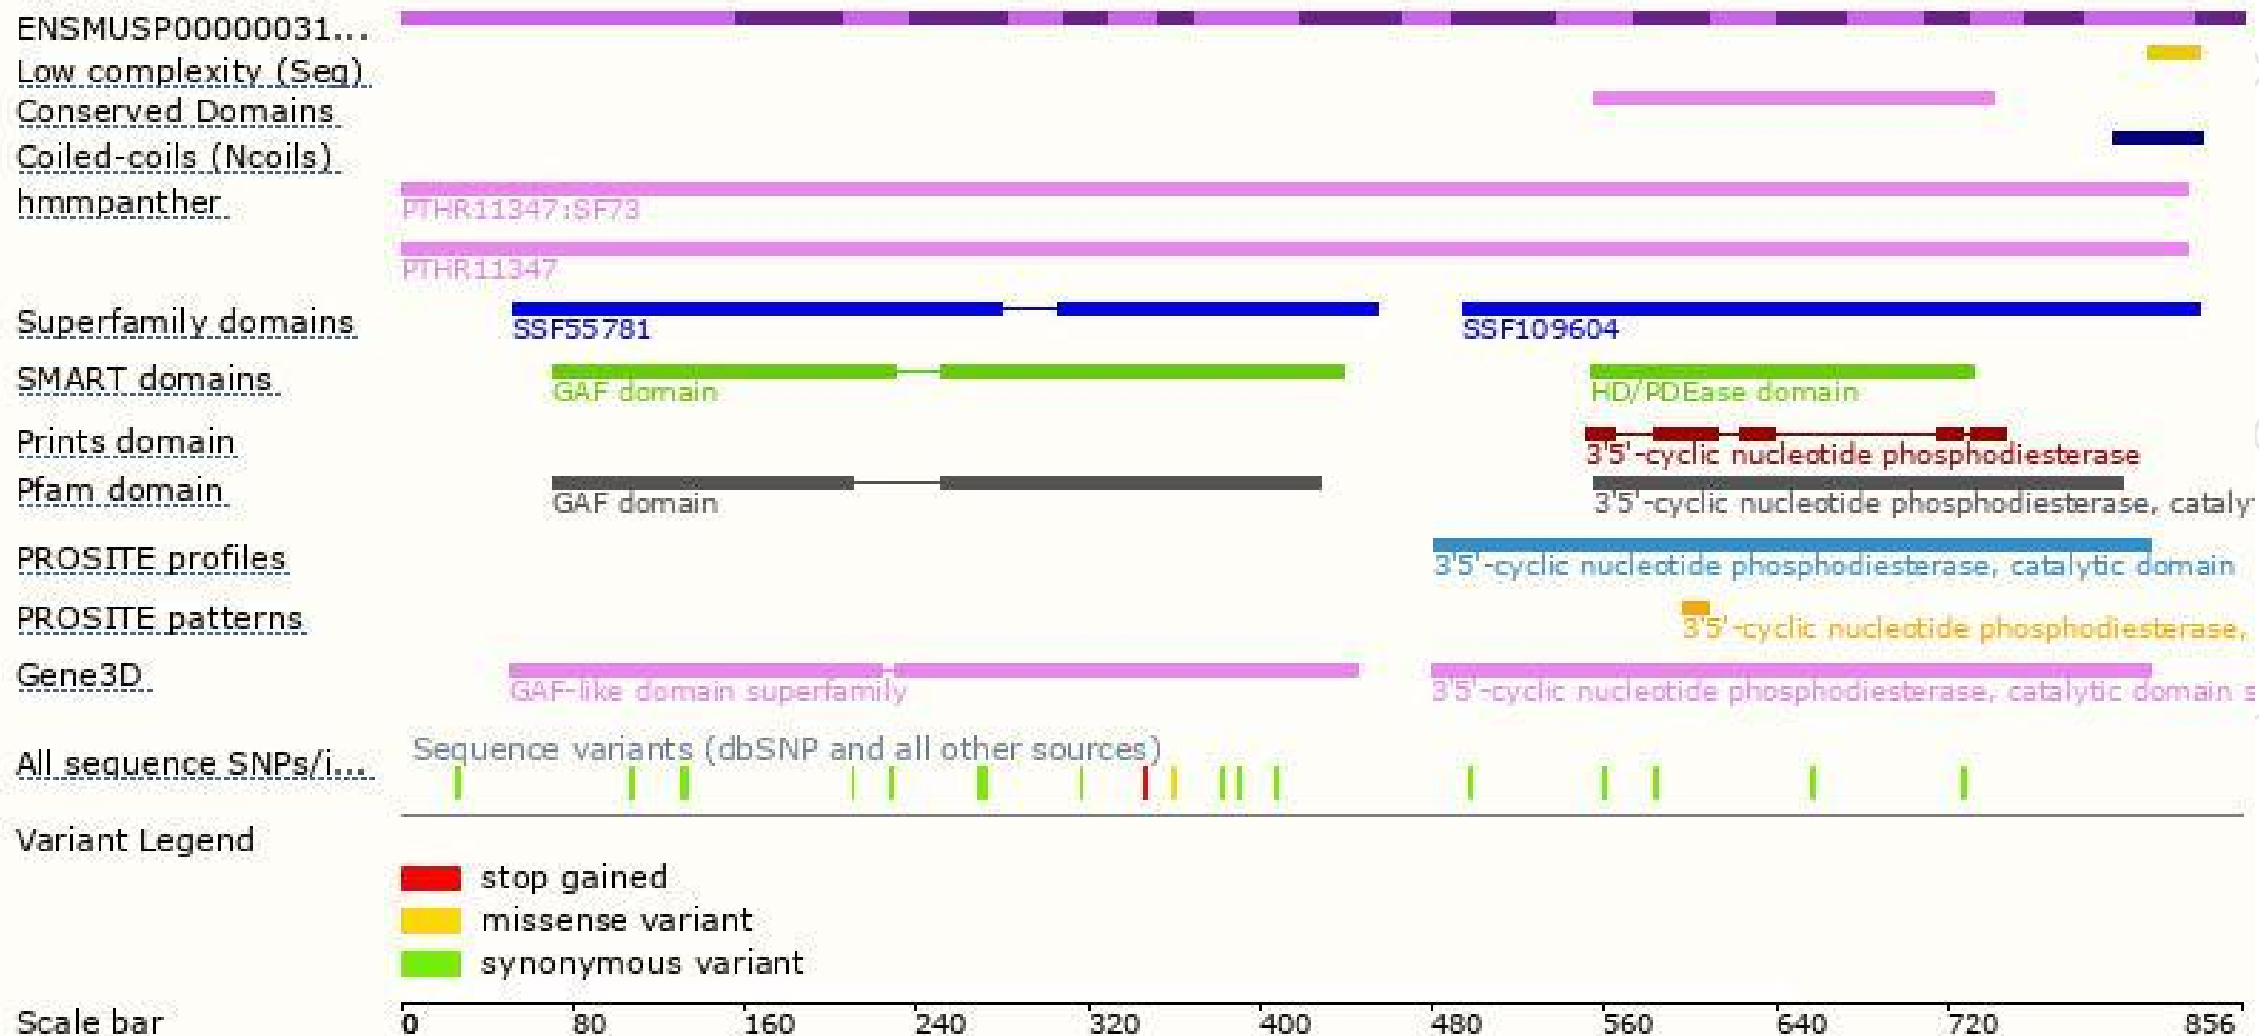 ENSMUSP00000031...
Low complexity (Seg)
Conserved Domains
Coiled-coils (Ncoils)
hmmpanther
PTHR11347:SF73
PTHR11347
Superfamily domains
SSF55781
SSF109604
SMART domains
GAF domain
HD/PDEase domain
Prints domain
3'5'-cyclic nucleotide phosphodiesterase
Pfam domain
GAF domain
3'5'-cyclic nucleotide phosphodiesterase, cataly
PROSITE profiles
3'5'-cyclic nucleotide phosphodiesterase, catalytic domain
PROSITE patterns
3'5'-cyclic nucleotide phosphodiesterase,
Gene3D
GAF-like domain superfamily
3'5'-cyclic nucleotide phosphodiesterase, catalytic domain s
Sequence variants (dbSNP and all other sources)
All sequence SNPs/i...
Variant Legend
stop gained
missense variant
synonymous variant
Scale bar
0 80 160 240 320 400 480 560 640 720 856